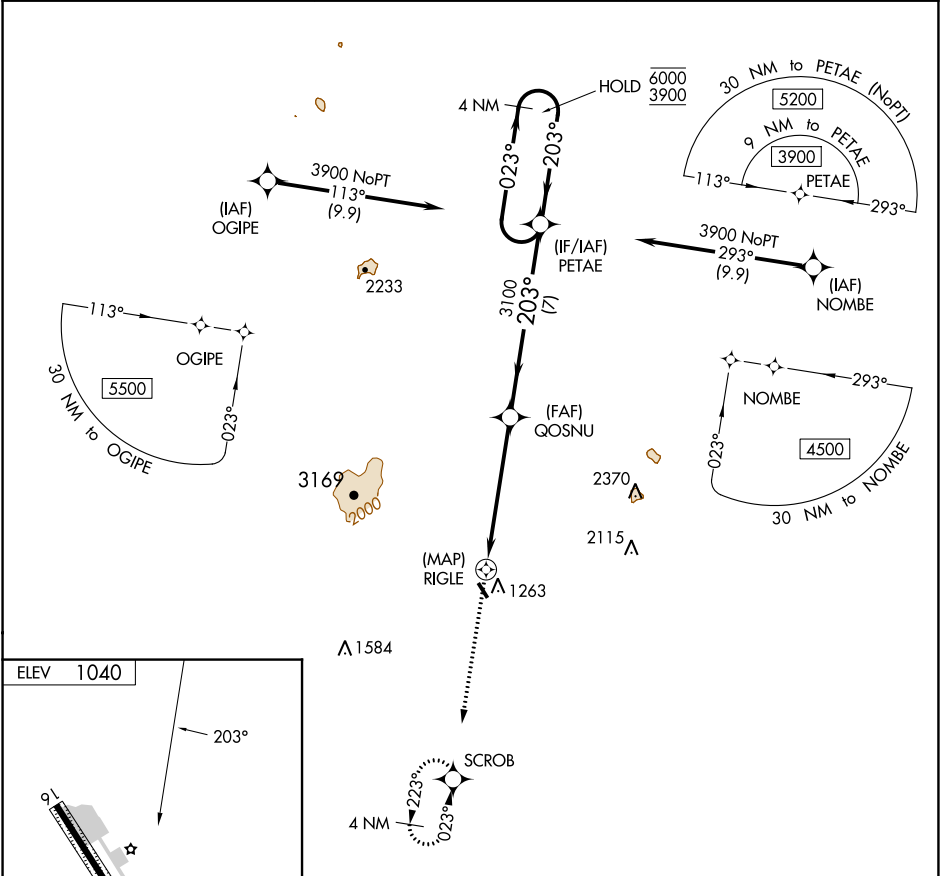 4 NM
HOLD 6000
3900
023°
203°
30 NM to PETAE (NoPT)
5200
9 NM to PETAE
3900
PETAE
113°
293°
3900 NoPT
113°
(9.9)
(IAF)
OGIPE
(IF/IAF)
PETAE
3900 NoPT
293°
(9.9)
(IAF)
NOMBE
2233
3100
203°
(7)
113°
OGIPE
5500
023°
30 NM to OGIPE
293°
NOMBE
4500
023°
30 NM to NOMBE
(FAF)
QOSNU
3169
2000
2370
2115
(MAP)
RIGLE
1263
1584
ELEV 1040
203°
16
SCROB
223°
023°
4 NM